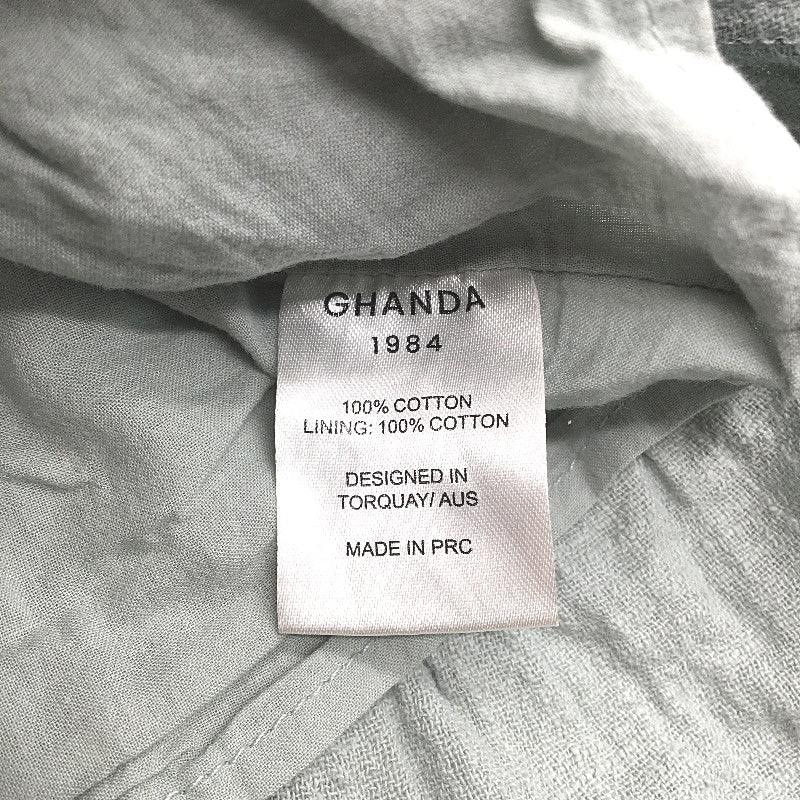 GHANDA
1984
100% COTTON
LINING: 100% COTTON
DESIGNED IN
TORQUAY/ AUS
MADE IN PRC